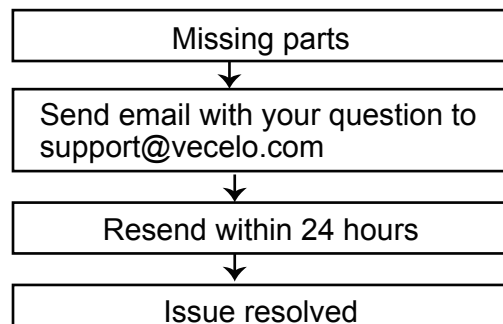 Missing parts
Send email with your question to
support@vecelo.com
Resend within 24 hours
Issue resolved